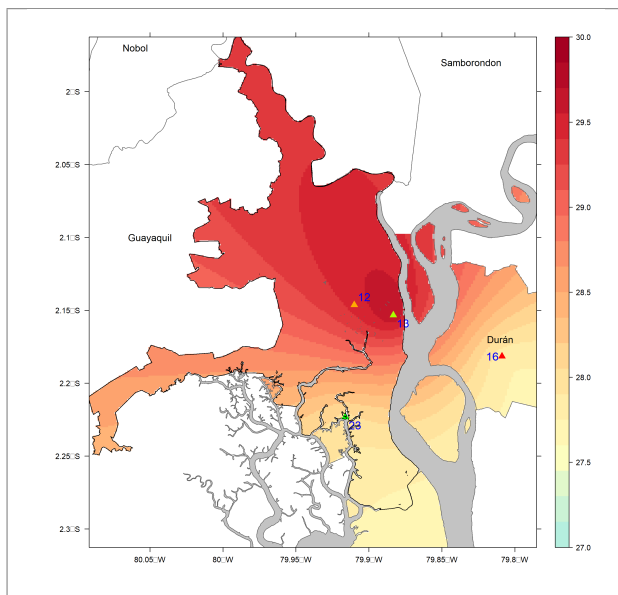 Nobol
Samborondon
Guayaquil
Durán
12
13
16
23
2□S
2.05□S
2.1□S
2.15□S
2.2□S
2.25□S
2.3□S
80.05□W
80□W
79.95□W
79.9□W
79.85□W
79.8□W
30.0
29.5
29.0
28.5
28.0
27.5
27.0